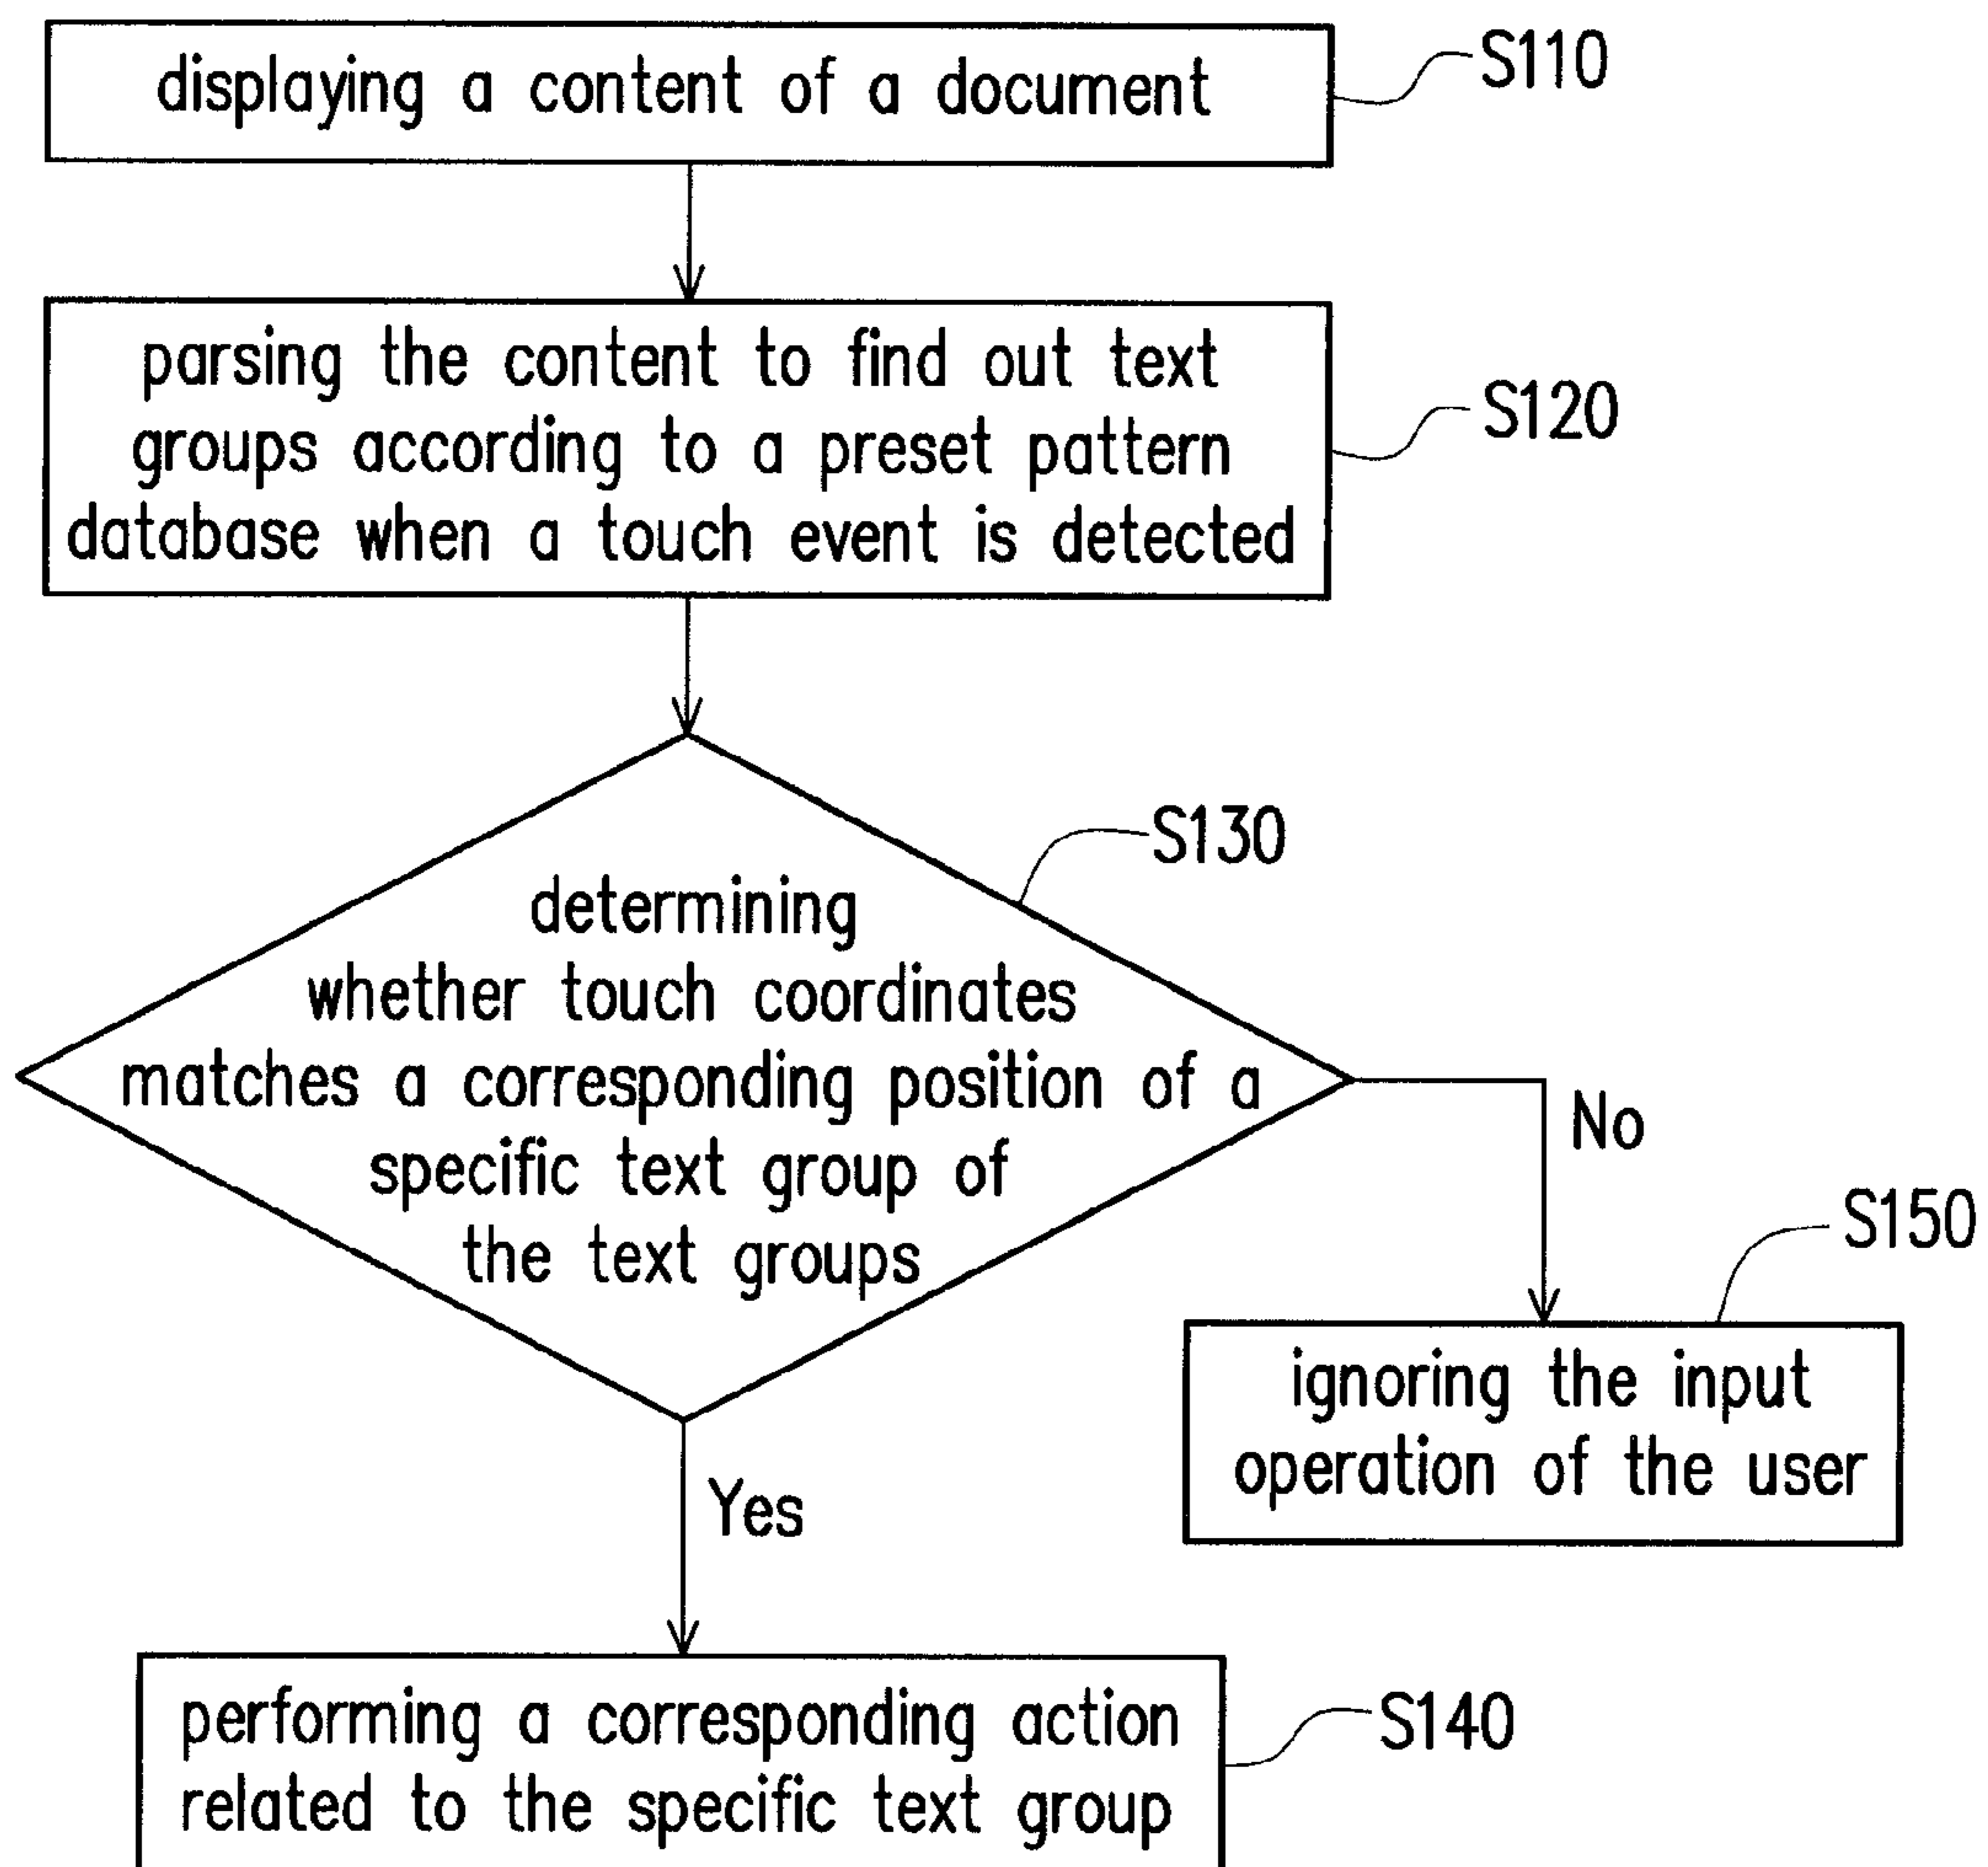 displaying a content of a document
S110
parsing the content to find out text
groups according to a preset pattern
database when a touch event is detected
S120
S130
determining
whether touch coordinates
matches a corresponding position of a
specific text group of
the text groups
No
S150
ignoring the input
operation of the user
Yes
performing a corresponding action
related to the specific text group
S140